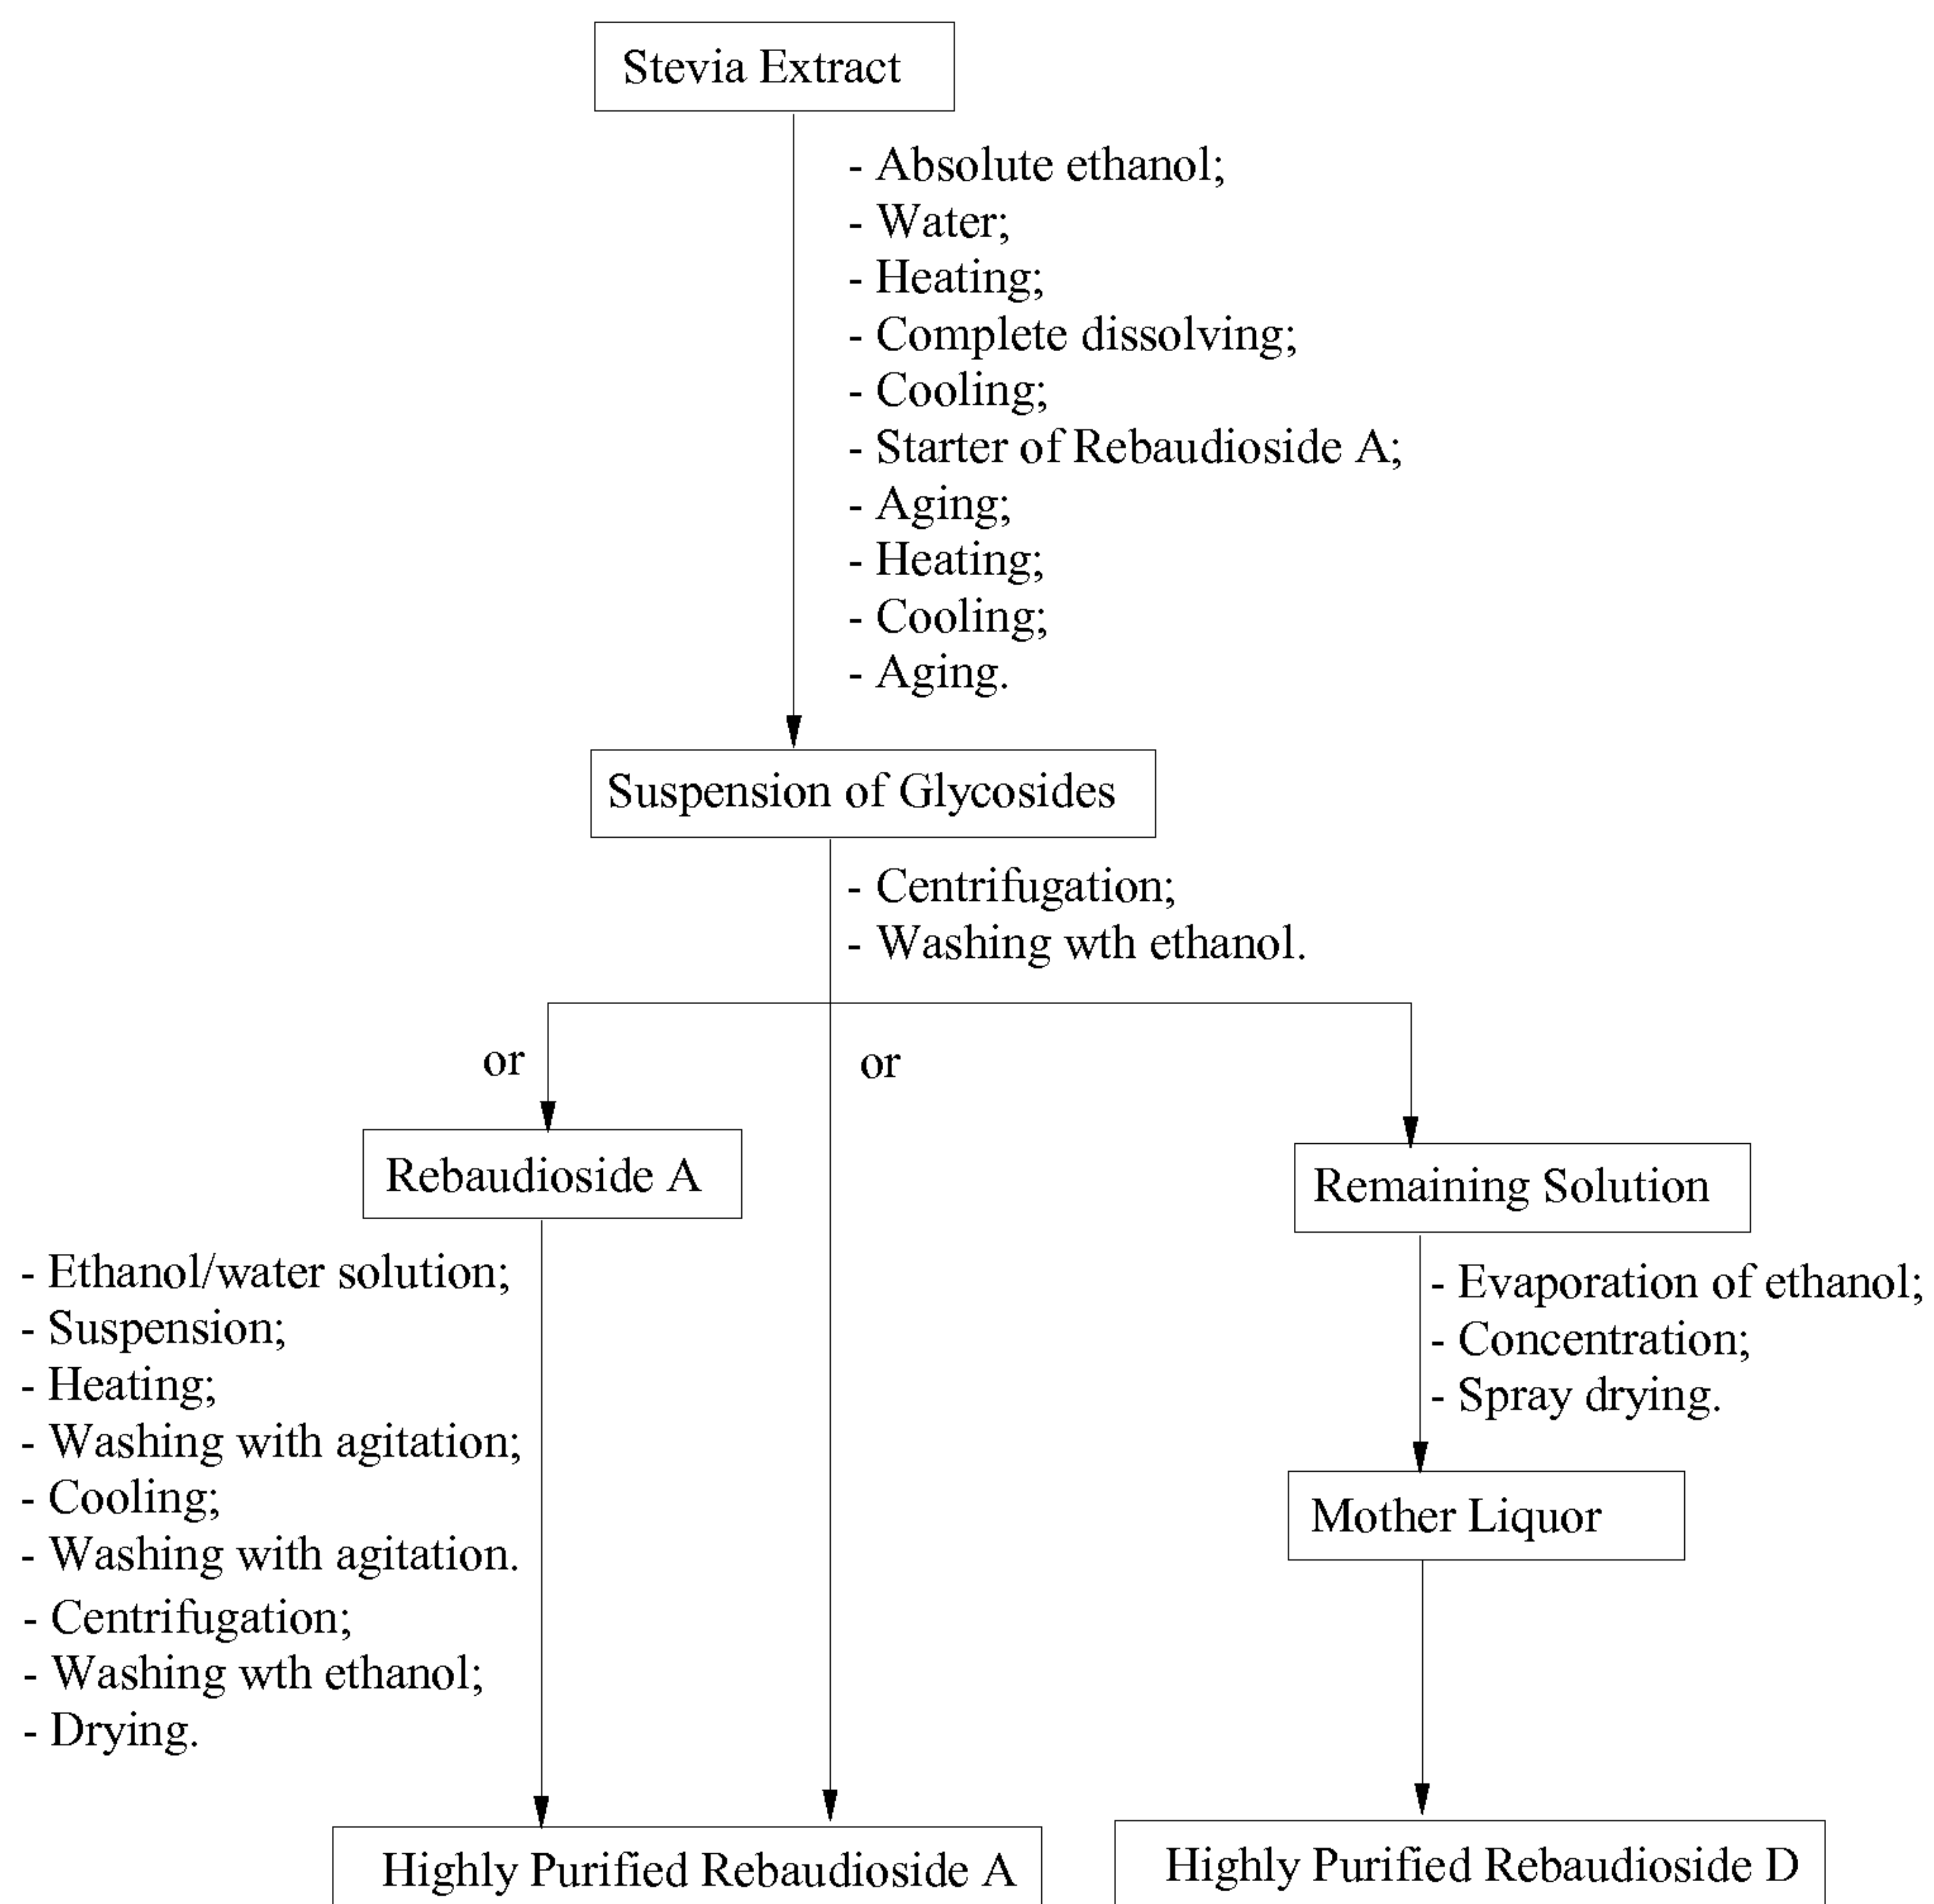 Stevia Extract
- Absolute ethanol;
- Water;
- Heating;
- Complete dissolving;
- Cooling;
- Starter of Rebaudioside A;
- Aging;
- Heating;
- Cooling;
- Aging.
Suspension of Glycosides
- Centrifugation;
- Washing wth ethanol.
or
or
Rebaudioside A
Remaining Solution
- Ethanol/water solution;
- Suspension;
- Heating;
- Washing with agitation;
- Cooling;
- Washing with agitation.
- Centrifugation;
- Washing wth ethanol;
- Drying.
- Evaporation of ethanol;
- Concentration;
- Spray drying.
Mother Liquor
Highly Purified Rebaudioside A
Highly Purified Rebaudioside D